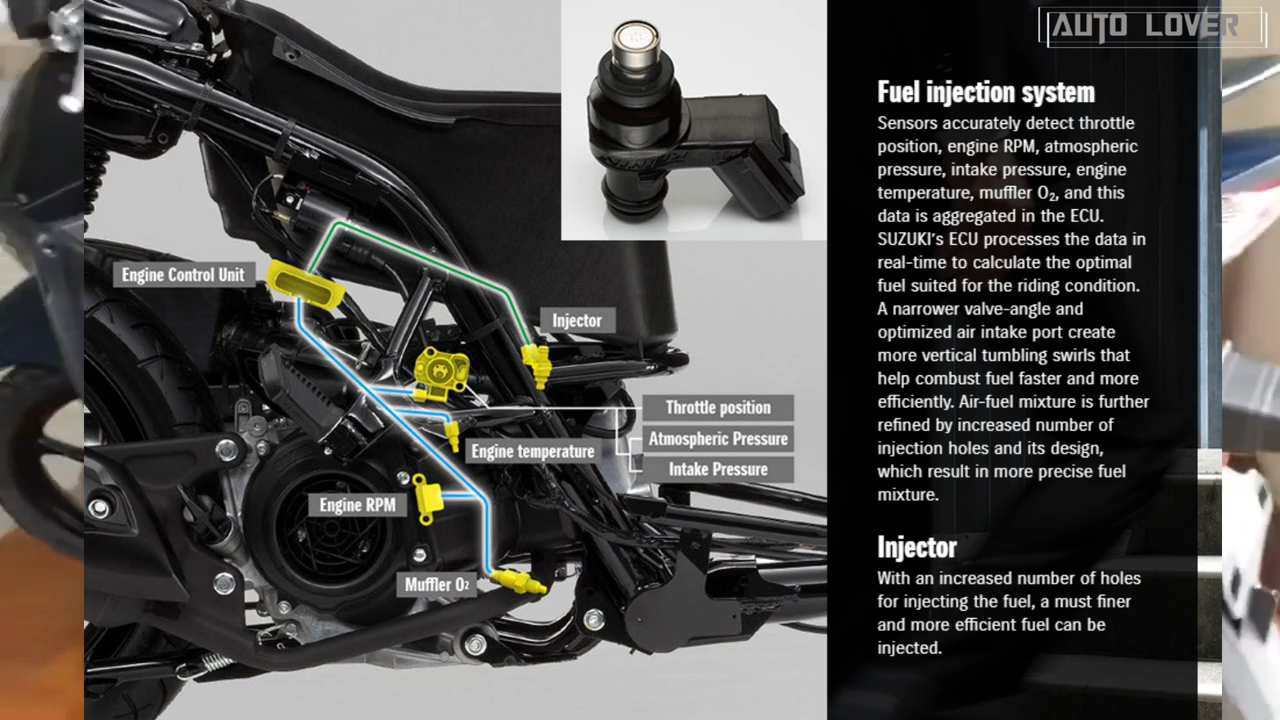 AUTO LOVER
Fuel injection system
Sensors accurately detect throttle
position, engine RPM, atmospheric
pressure, intake pressure, engine
temperature, muffler O₂, and this
data is aggregated in the ECU.
SUZUKI's ECU processes the data in
real-time to calculate the optimal
fuel suited for the riding condition.
A narrower valve-angle and
optimized air intake port create
more vertical tumbling swirls that
help combust fuel faster and more
efficiently. Air-fuel mixture is further
refined by increased number of
injection holes and its design,
which result in more precise fuel
mixture.
Injector
With an increased number of holes
for injecting the fuel, a must finer
and more efficient fuel can be
injected.
Engine Control Unit
Injector
Throttle position
Atmospheric Pressure
Engine temperature
Intake Pressure
Engine RPM
Muffler O₂